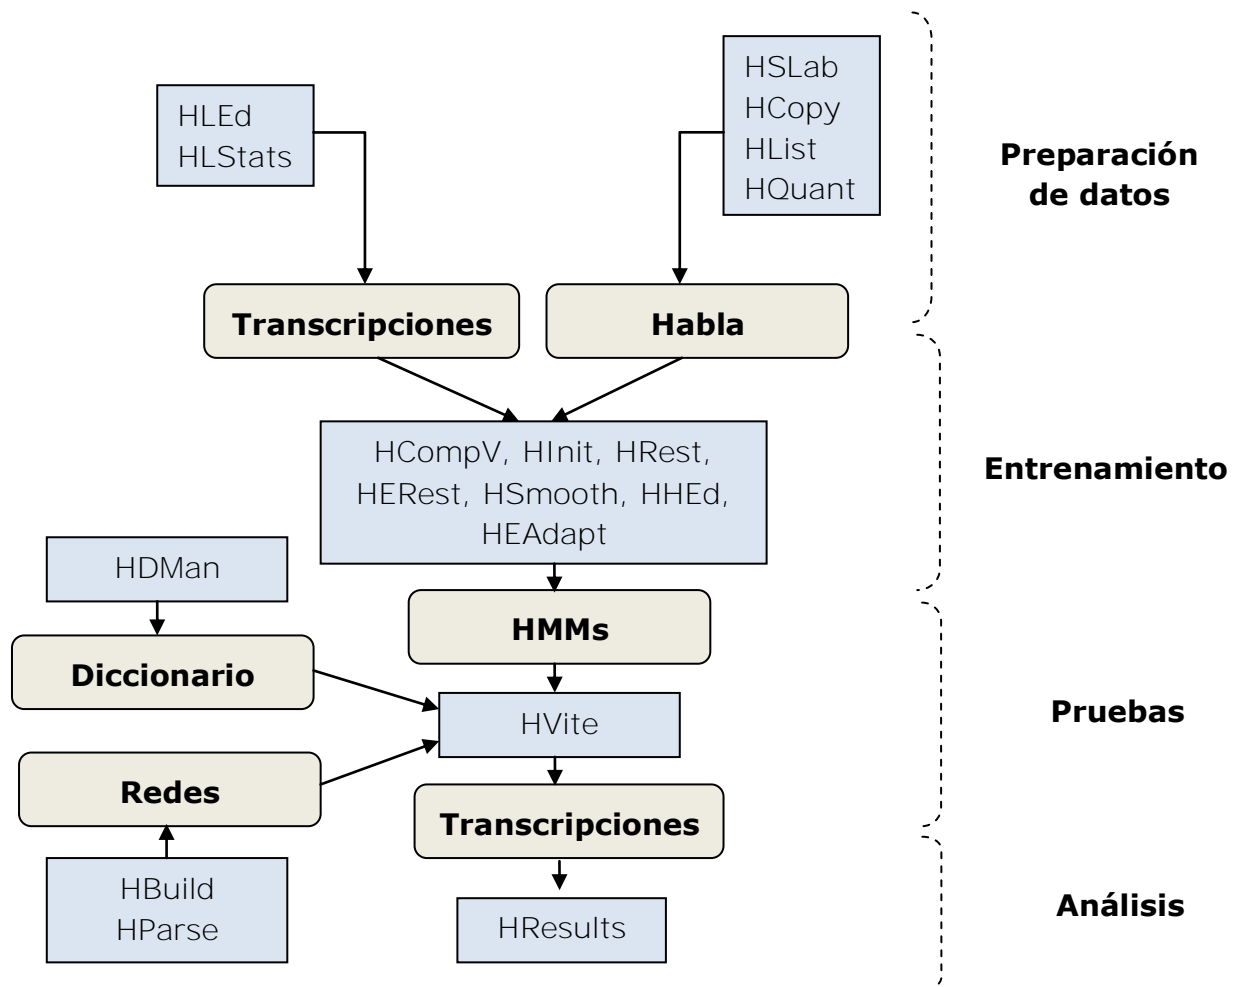 HLEd
HLStats
HSLab
HCopy
HList
HQuant
Preparación
de datos
Transcripciones
Habla
HCompV, HInit, HRest,
HERest, HSmooth, HHEd,
HEAdapt
Entrenamiento
HDMan
HMMs
Diccionario
HVite
Pruebas
Redes
Transcripciones
HBuild
HParse
HResults
Análisis